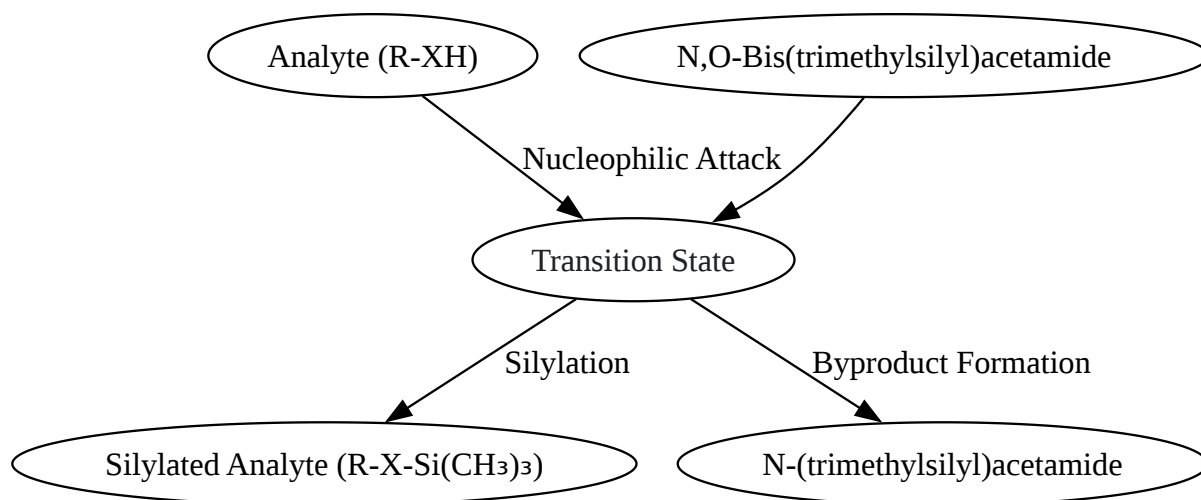 Analyte (R-XH)
N,O-Bis(trimethylsilyl)acetamide
Nucleophilic Attack
Transition State
Silylation
Byproduct Formation
Silylated Analyte (R-X-Si(CH₃)₃)
N-(trimethylsilyl)acetamide